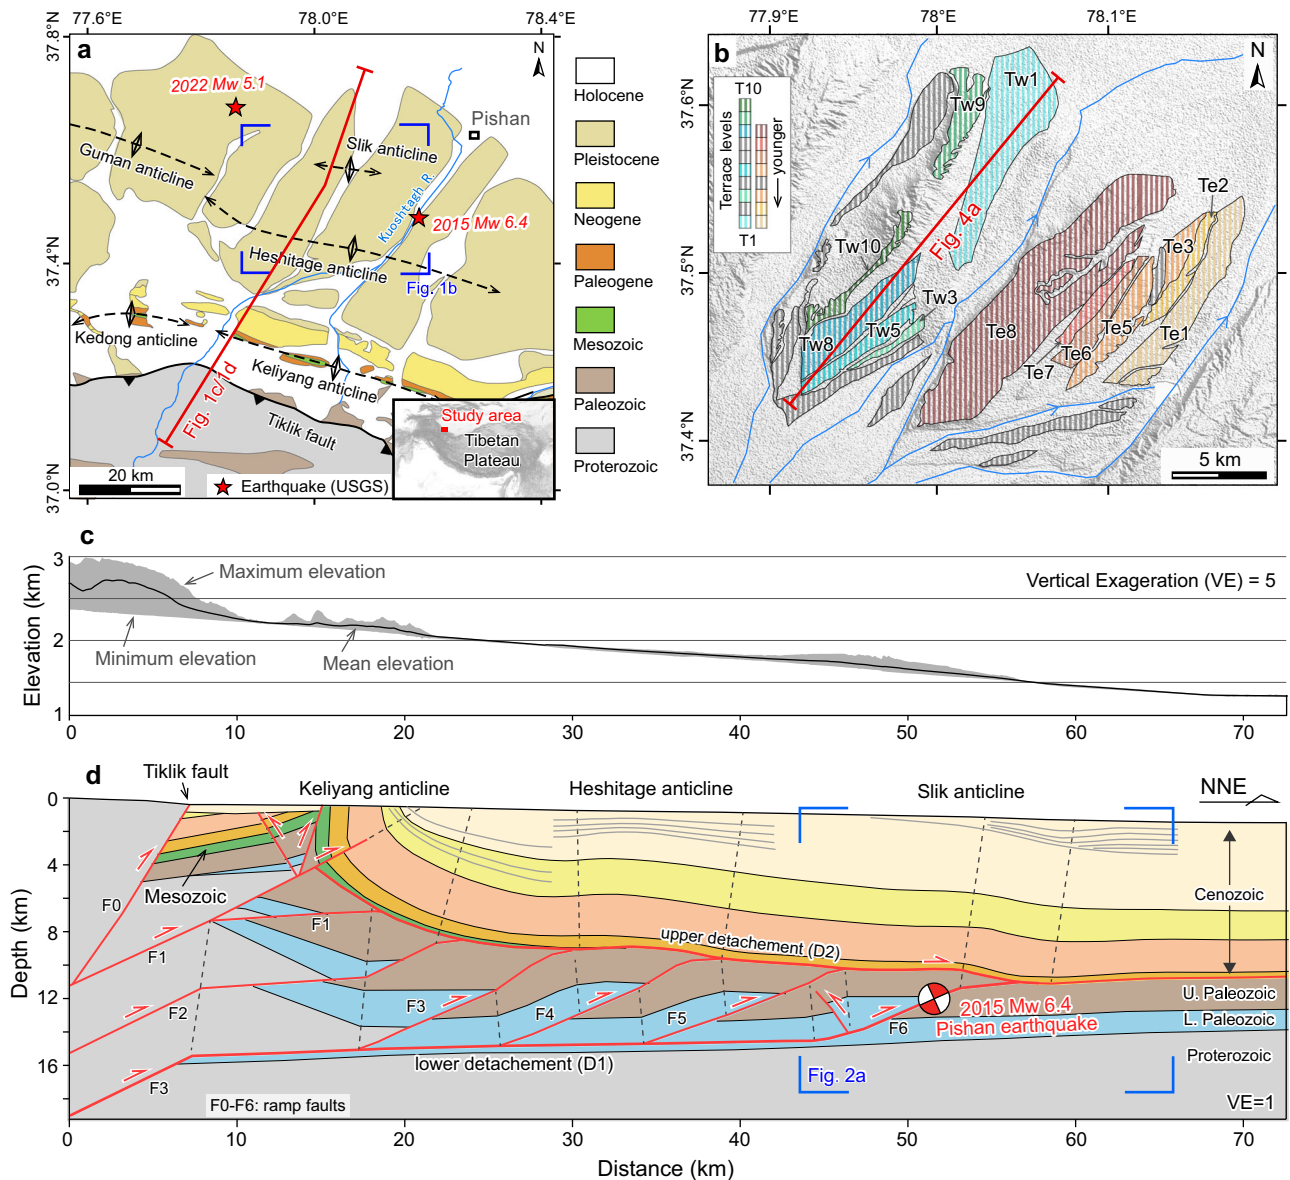 77.6°E
78.0°E
78.4°E
37.8°N
37.4°N
37.0°N
a
N
2022 Mw 5.1
Pishan
Slik anticline
Guman anticline
Kuoshtagh R.
2015 Mw 6.4
Heshitage anticline
Fig. 1b
Kedong anticline
Keliyang anticline
Fig. 1c/1d
Tiklik fault
Study area
Tibetan
Plateau
20 km
Earthquake (USGS)
Holocene
Pleistocene
Neogene
Paleogene
Mesozoic
Paleozoic
Proterozoic
77.9°E
78°E
78.1°E
37.6°N
37.5°N
37.4°N
b
N
T10
Terrace levels
younger
T1
Tw1
Tw9
Tw10
Fig. 4a
Tw3
Tw5
Tw8
Te2
Te3
Te8
Te5
Te1
Te6
Te7
5 km
c
Elevation (km)
3
2
1
Maximum elevation
Vertical Exageration (VE) = 5
Minimum elevation
Mean elevation
0
10
20
30
40
50
60
70
d
Tiklik fault
Keliyang anticline
Heshitage anticline
Slik anticline
NNE
Depth (km)
0
4
8
12
16
Mesozoic
Cenozoic
F0
F1
F1
upper detachement (D2)
F2
F3
F4
F5
F6
2015 Mw 6.4
Pishan earthquake
U. Paleozoic
L. Paleozoic
Proterozoic
lower detachement (D1)
F3
Fig. 2a
F0-F6: ramp faults
VE=1
0
10
20
30
40
50
60
70
Distance (km)